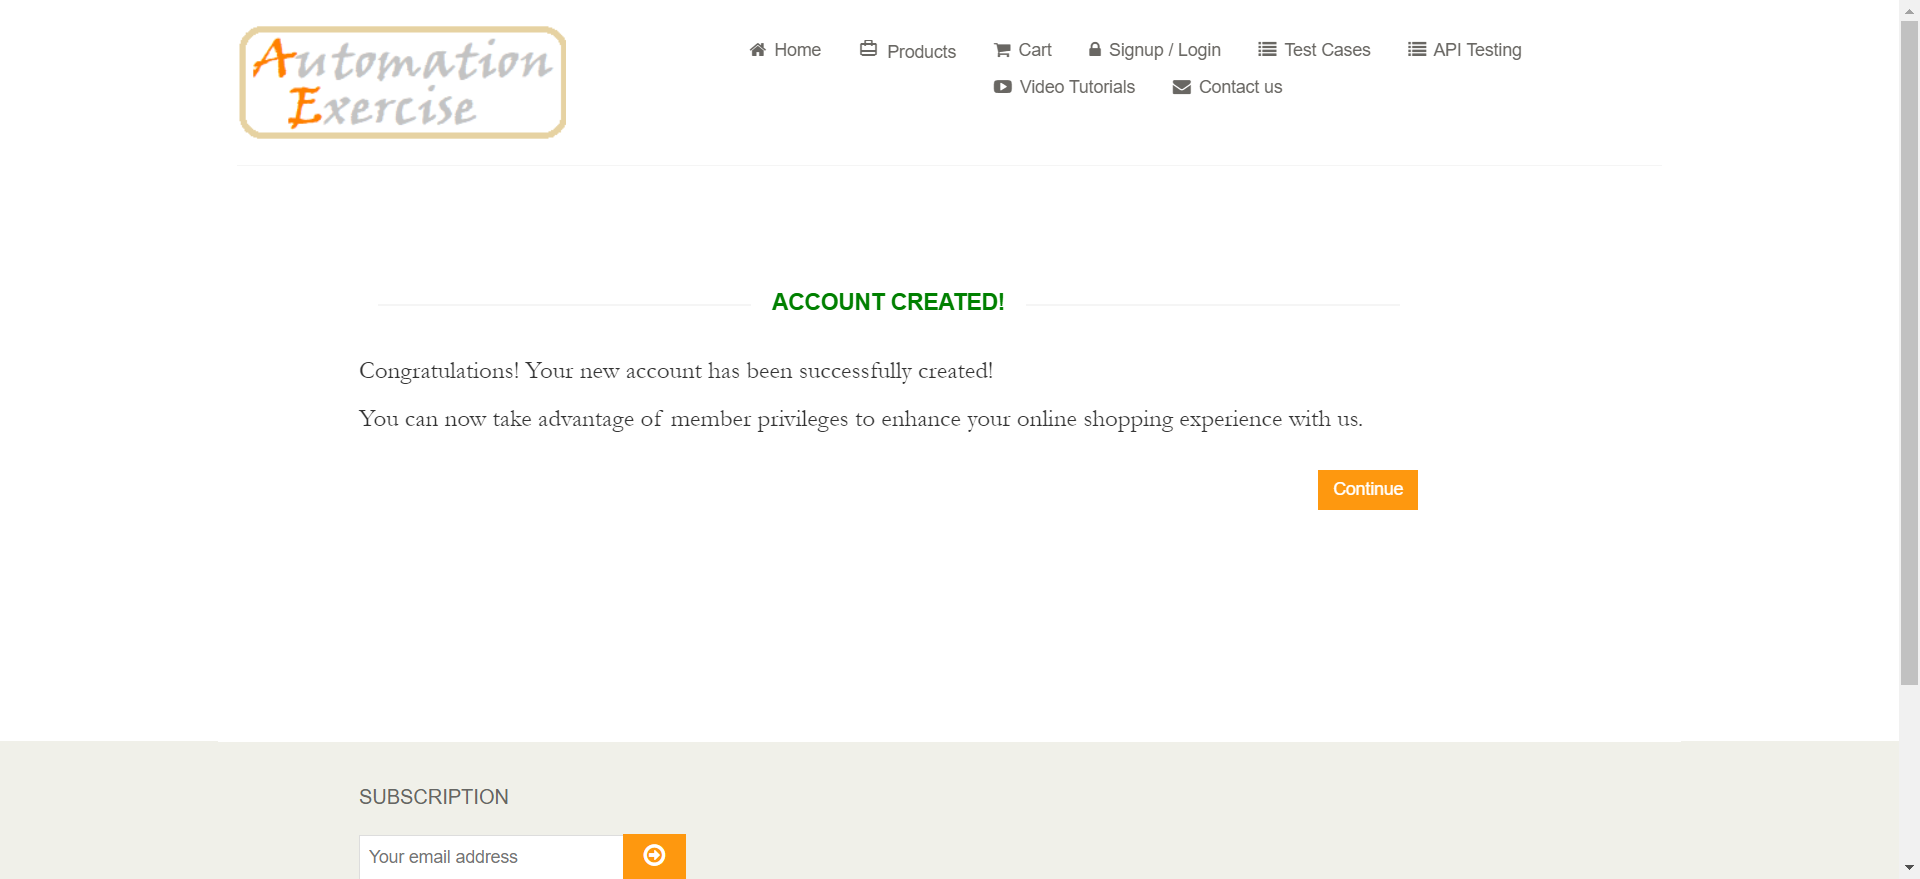 Automation
Exercise
Home
Products
Cart
Signup / Login
Test Cases
API Testing
Video Tutorials
Contact us
ACCOUNT CREATED!
Congratulations! Your new account has been successfully created!
You can now take advantage of member privileges to enhance your online shopping experience with us.
Continue
SUBSCRIPTION
Your email address